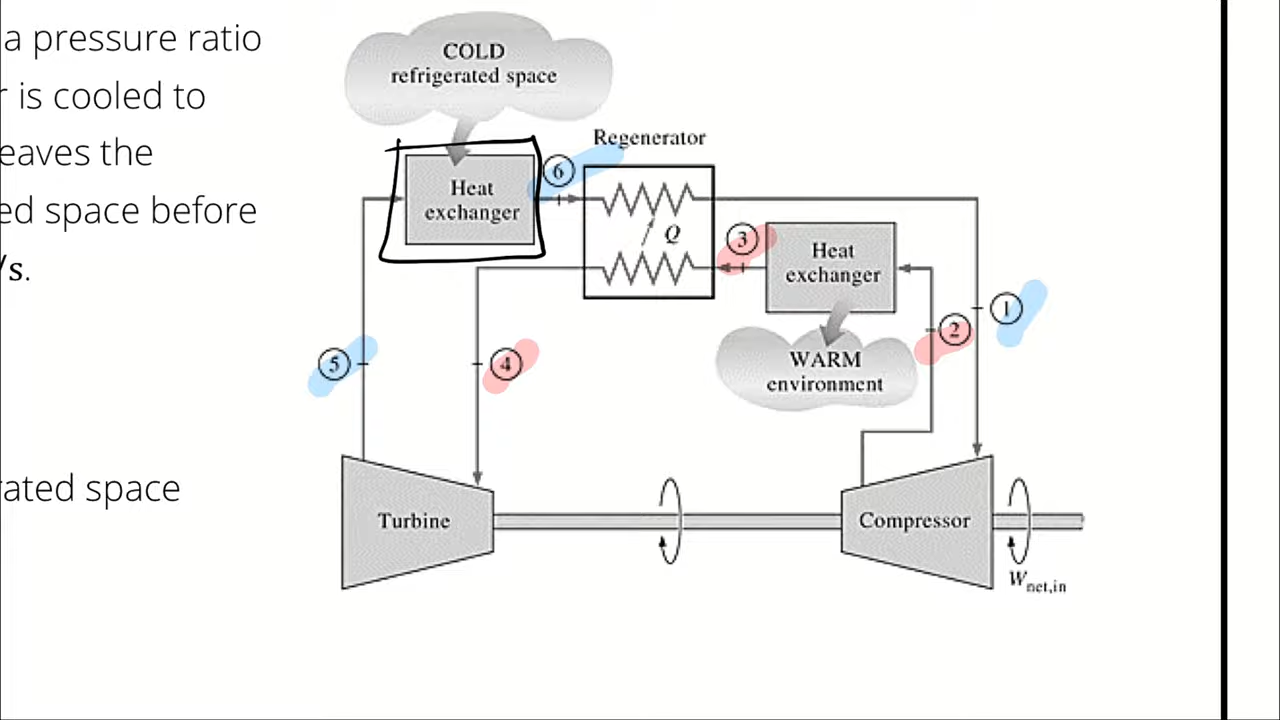 a pressure ratio
r is cooled to
eaves the
ed space before
/s.
rated space
COLD
refrigerated space
Regenerator
6
Heat
exchanger
Q
3
Heat
exchanger
1
2
WARM
environment
5
4
Turbine
Compressor
Wnet,in